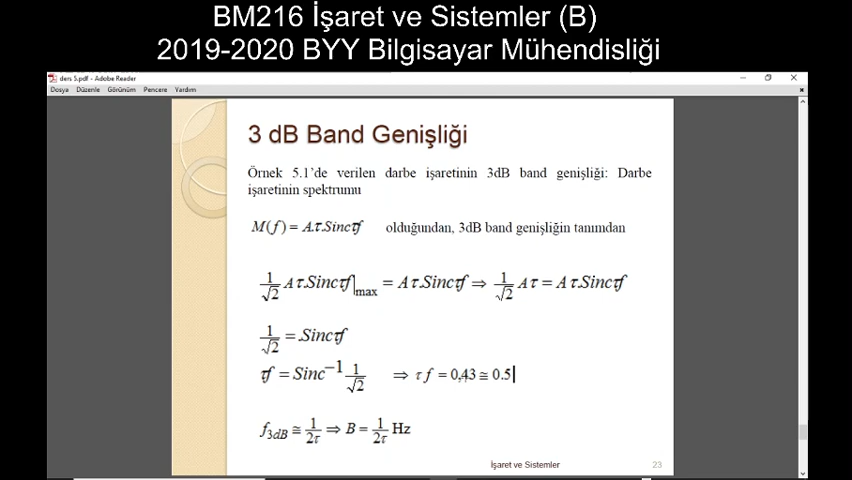 BM216 İşaret ve Sistemler (B)
2019-2020 BYY Bilgisayar Mühendisliği
ders 5.pdf - Adobe Reader
Dosya Düzenle Görünüm Pencere Yardım
3 dB Band Genişliği
Örnek 5.1'de verilen darbe işaretinin 3dB band genişliği: Darbe
işaretinin spektrumu
M(f) = A.τ.Sincτf olduğundan, 3dB band genişliğin tanımdan
1/√2 Aτ.Sincτf|max = Aτ.Sincτf ⇒ 1/√2 Aτ = Aτ.Sincτf
1/√2 = .Sincτf
τf = Sinc⁻¹ 1/√2 ⇒ τ f = 0,43 ≅ 0.5|
f3dB ≅ 1/2τ ⇒ B = 1/2τ Hz
İşaret ve Sistemler 23